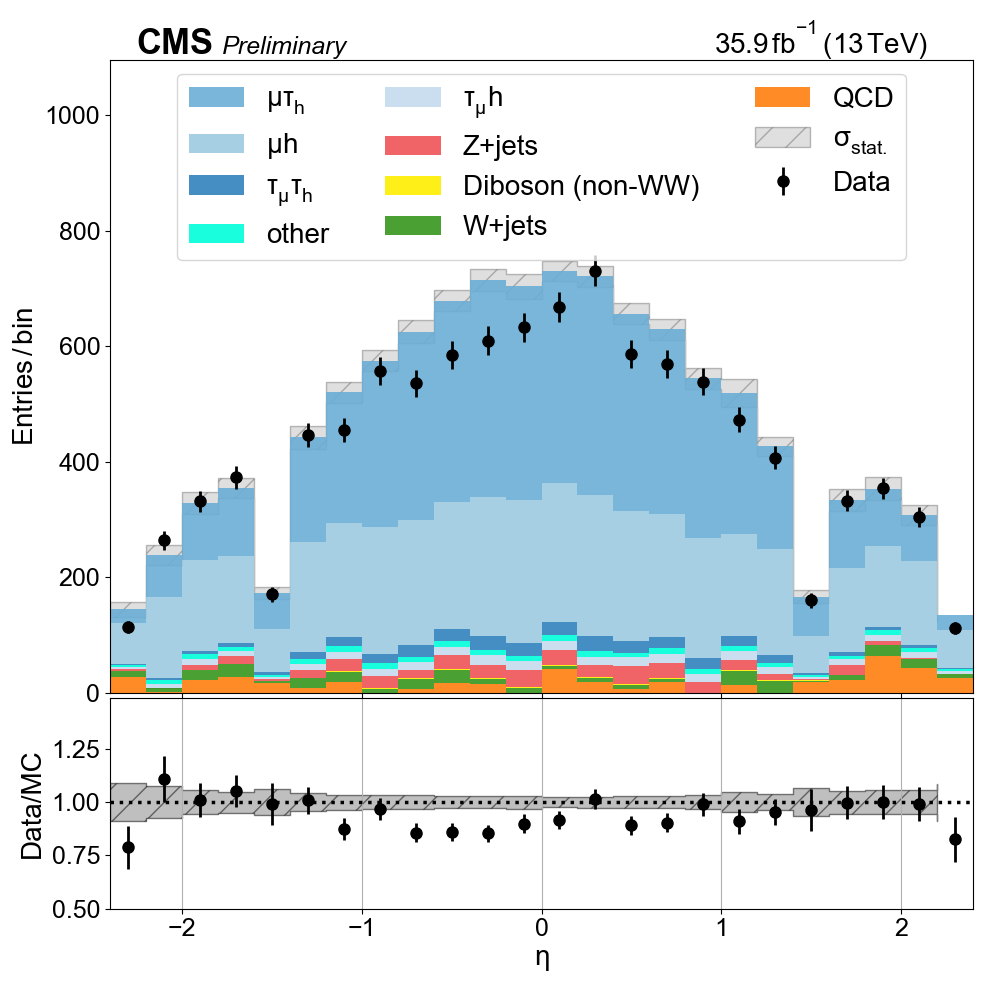 CMS Preliminary 35.9 fb⁻¹ (13 TeV)
μτ_h
μh
τ_μτ_h
other
τ_μh
Z+jets
Diboson (non-WW)
W+jets
QCD
σ_stat.
Data
Entries / bin
1000
800
600
400
200
0
Data/MC
1.25
1.00
0.75
0.50
−2 −1 0 1 2
η